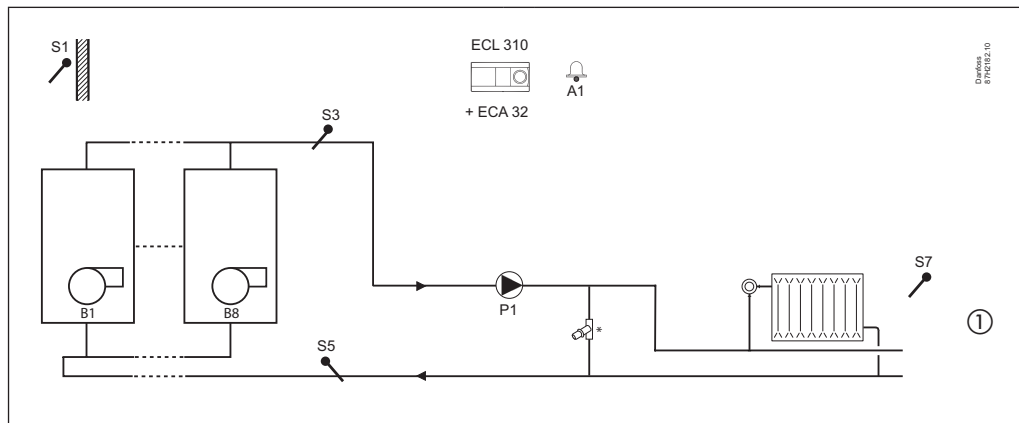 S1
ECL 310
A1
+ ECA 32
Danfoss
87H2182.10
S3
B1
B8
P1
*
S7
S5
①